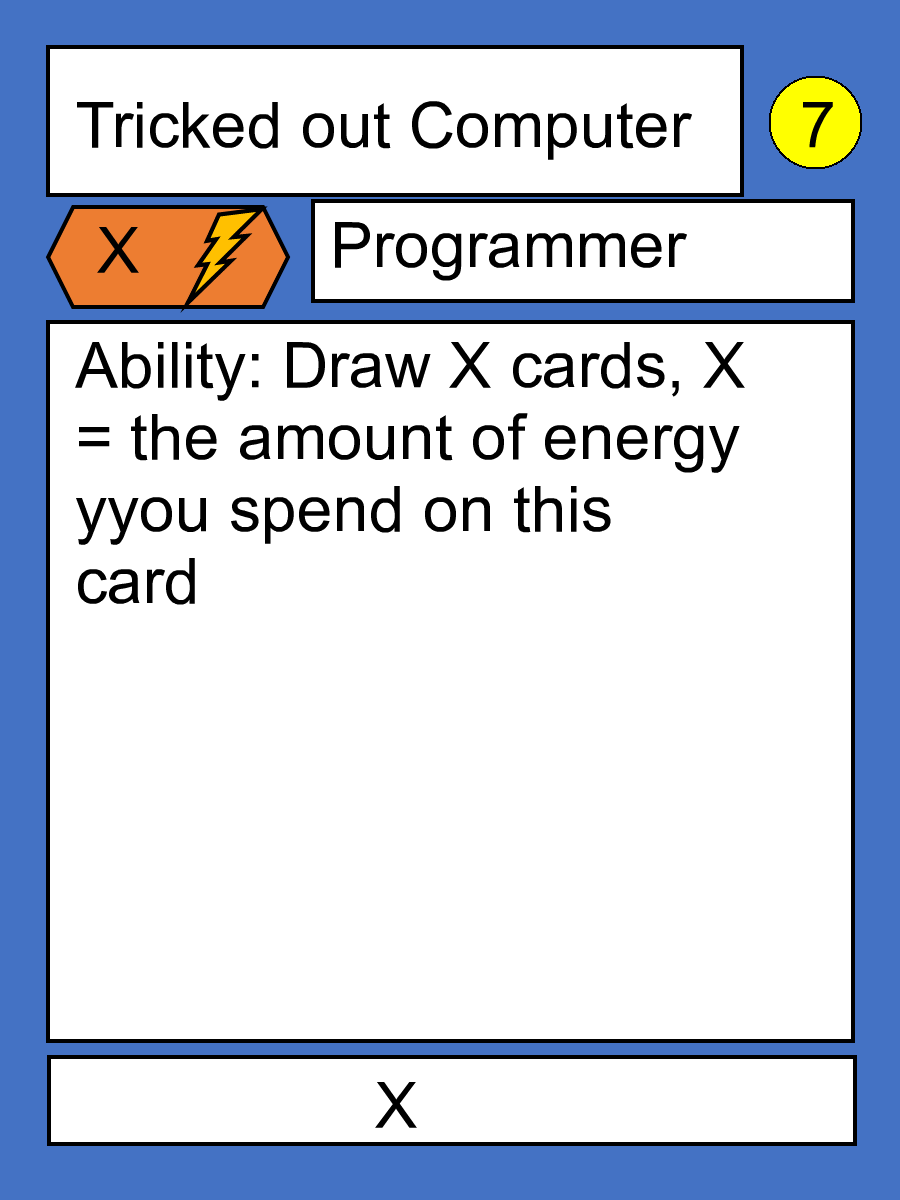 Tricked out Computer
7
X
Programmer
Ability: Draw X cards, X
= the amount of energy
yyou spend on this
card
X